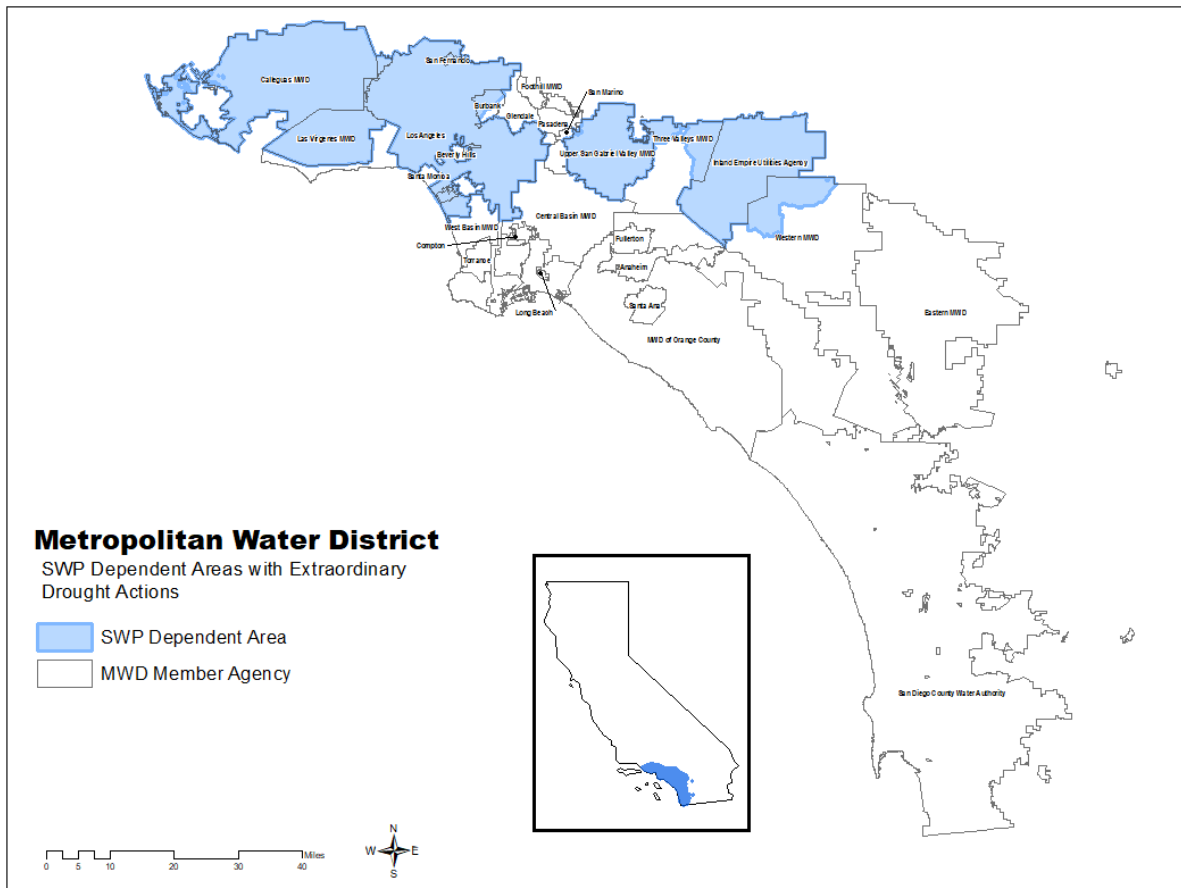 San Fernando
Calleguas MWD
Foothill MWD
San Marino
Burbank
Glendale
Pasadena
Las Virgenes MWD
Los Angeles
Three Valleys MWD
Beverly Hills
Upper San Gabriel Valley MWD
Inland Empire Utilities Agency
Santa Monica
Central Basin MWD
West Basin MWD
Western MWD
Compton
Fullerton
Torrance
Anaheim
Santa Ana
Long Beach
Eastern MWD
MWD of Orange County
Metropolitan Water District
SWP Dependent Areas with Extraordinary
Drought Actions
SWP Dependent Area
MWD Member Agency
San Diego County Water Authority
N
W E
S
Miles
0 5 10 20 30 40